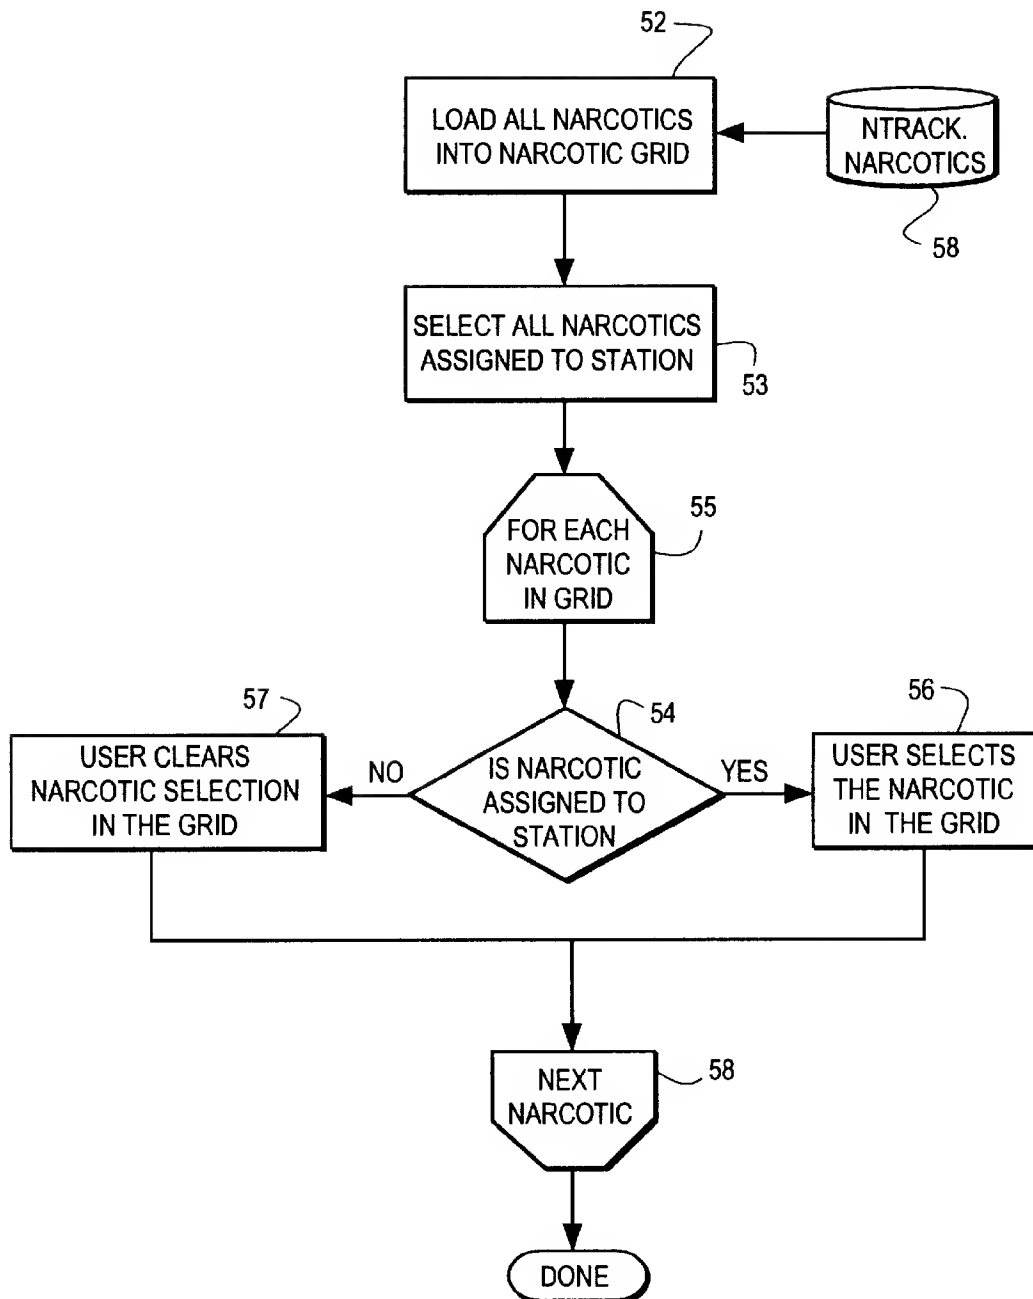 52
LOAD ALL NARCOTICS
INTO NARCOTIC GRID
NTRACK.
NARCOTICS
58
SELECT ALL NARCOTICS
ASSIGNED TO STATION
53
FOR EACH
NARCOTIC
IN GRID
55
57
USER CLEARS
NARCOTIC SELECTION
IN THE GRID
NO
54
IS NARCOTIC
ASSIGNED TO
STATION
YES
56
USER SELECTS
THE NARCOTIC
IN THE GRID
NEXT
NARCOTIC
58
DONE